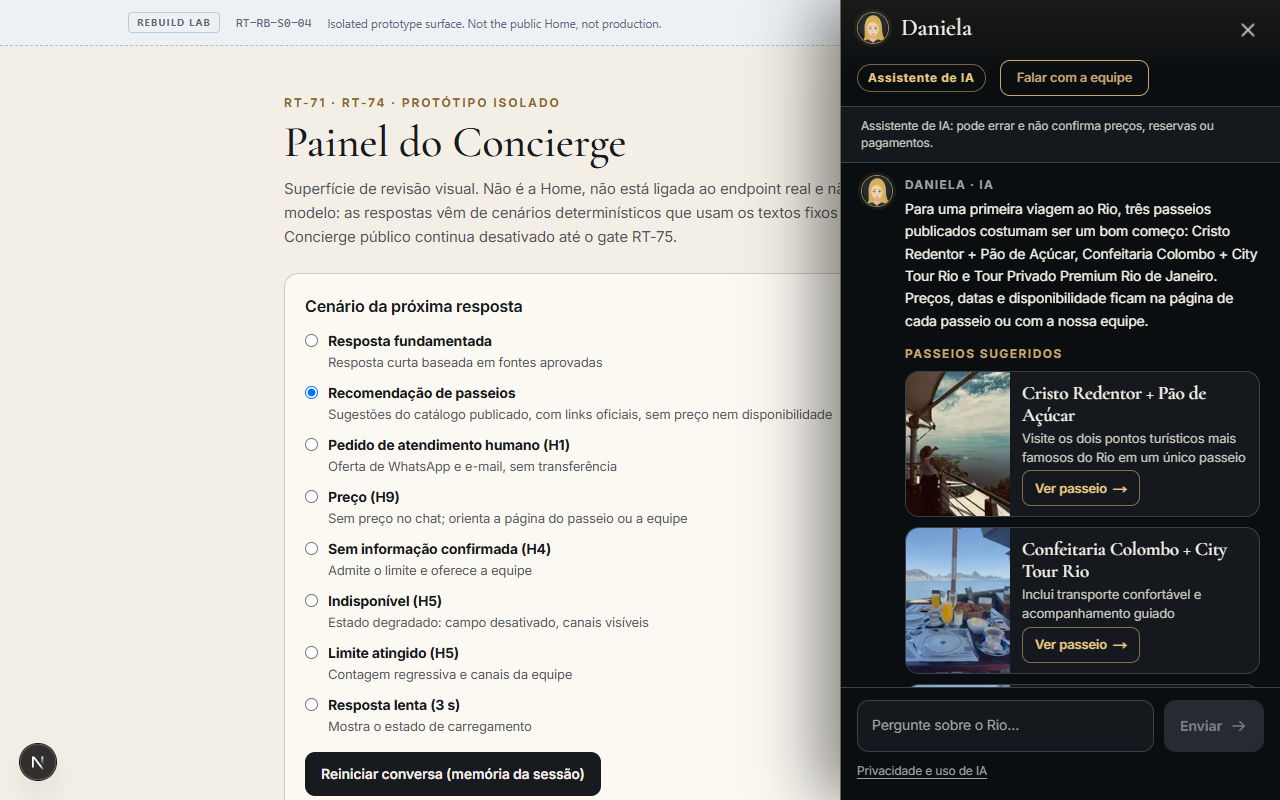 REBUILD LAB RT-RB-S0-04 Isolated prototype surface. Not the public Home, not production.
RT-71 · RT-74 · PROTÓTIPO ISOLADO
Painel do Concierge
Superfície de revisão visual. Não é a Home, não está ligada ao endpoint real e
modelo: as respostas vêm de cenários determinísticos que usam os textos fixos
Concierge público continua desativado até o gate RT-75.
Cenário da próxima resposta
Resposta fundamentada
Resposta curta baseada em fontes aprovadas
Recomendação de passeios
Sugestões do catálogo publicado, com links oficiais, sem preço nem disponibilidade
Pedido de atendimento humano (H1)
Oferta de WhatsApp e e-mail, sem transferência
Preço (H9)
Sem preço no chat; orienta a página do passeio ou a equipe
Sem informação confirmada (H4)
Admite o limite e oferece a equipe
Indisponível (H5)
Estado degradado: campo desativado, canais visíveis
Limite atingido (H5)
Contagem regressiva e canais da equipe
Resposta lenta (3 s)
Mostra o estado de carregamento
Reiniciar conversa (memória da sessão)
N
Daniela
Assistente de IA
Falar com a equipe
Assistente de IA: pode errar e não confirma preços, reservas ou
pagamentos.
DANIELA · IA
Para uma primeira viagem ao Rio, três passeios
publicados costumam ser um bom começo: Cristo
Redentor + Pão de Açúcar, Confeitaria Colombo + City
Tour Rio e Tour Privado Premium Rio de Janeiro.
Preços, datas e disponibilidade ficam na página de
cada passeio ou com a nossa equipe.
PASSEIOS SUGERIDOS
Cristo Redentor + Pão de
Açúcar
Visite os dois pontos turísticos mais
famosos do Rio em um único passeio
Ver passeio →
Confeitaria Colombo + City
Tour Rio
Inclui transporte confortável e
acompanhamento guiado
Ver passeio →
Pergunte sobre o Rio...
Enviar →
Privacidade e uso de IA